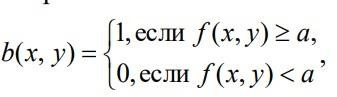 b(x, y) = { 1, если f(x, y) ≥ a,
0, если f(x, y) < a ,